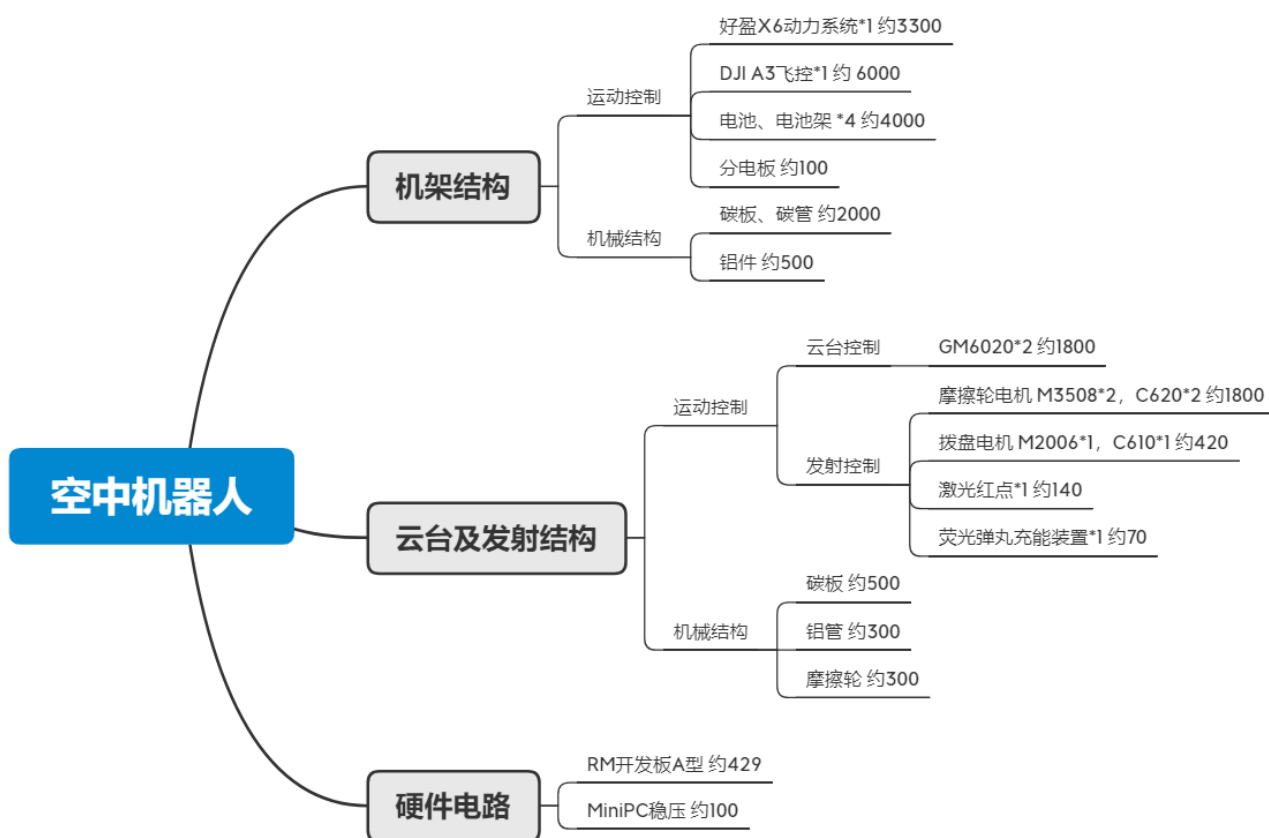 空中机器人
机架结构
运动控制
好盈X6动力系统*1 约3300
DJI A3飞控*1 约 6000
电池、电池架 *4 约4000
分电板 约100
机械结构
碳板、碳管 约2000
铝件 约500
云台及发射结构
运动控制
云台控制
GM6020*2 约1800
发射控制
摩擦轮电机 M3508*2，C620*2 约1800
拨盘电机 M2006*1，C610*1 约420
激光红点*1 约140
荧光弹丸充能装置*1 约70
机械结构
碳板 约500
铝管 约300
摩擦轮 约300
硬件电路
RM开发板A型 约429
MiniPC稳压 约100